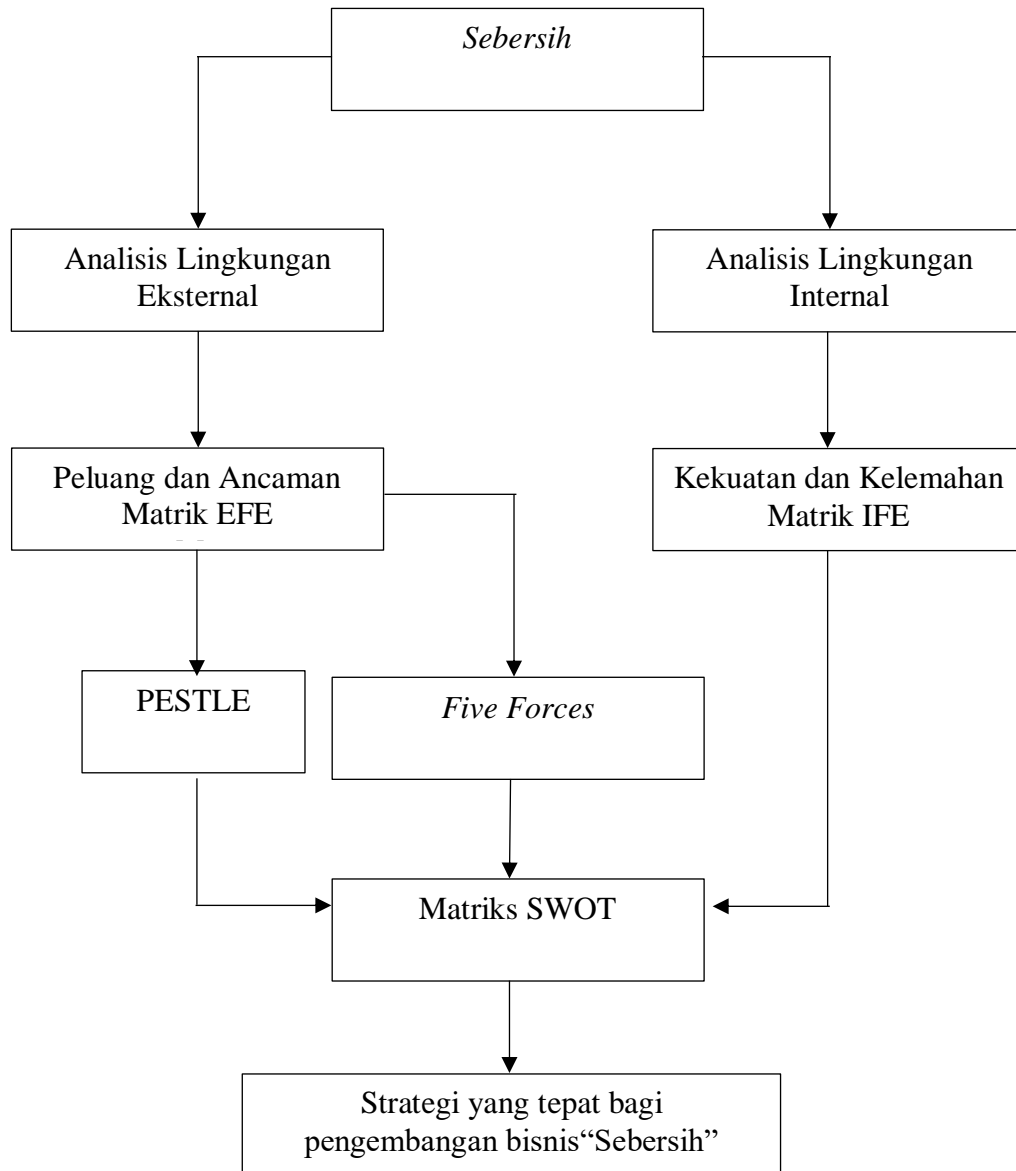 Sebersih
Analisis Lingkungan
Eksternal
Analisis Lingkungan
Internal
Peluang dan Ancaman
Matrik EFE
Kekuatan dan Kelemahan
Matrik IFE
PESTLE
Five Forces
Matriks SWOT
Strategi yang tepat bagi
pengembangan bisnis“Sebersih”